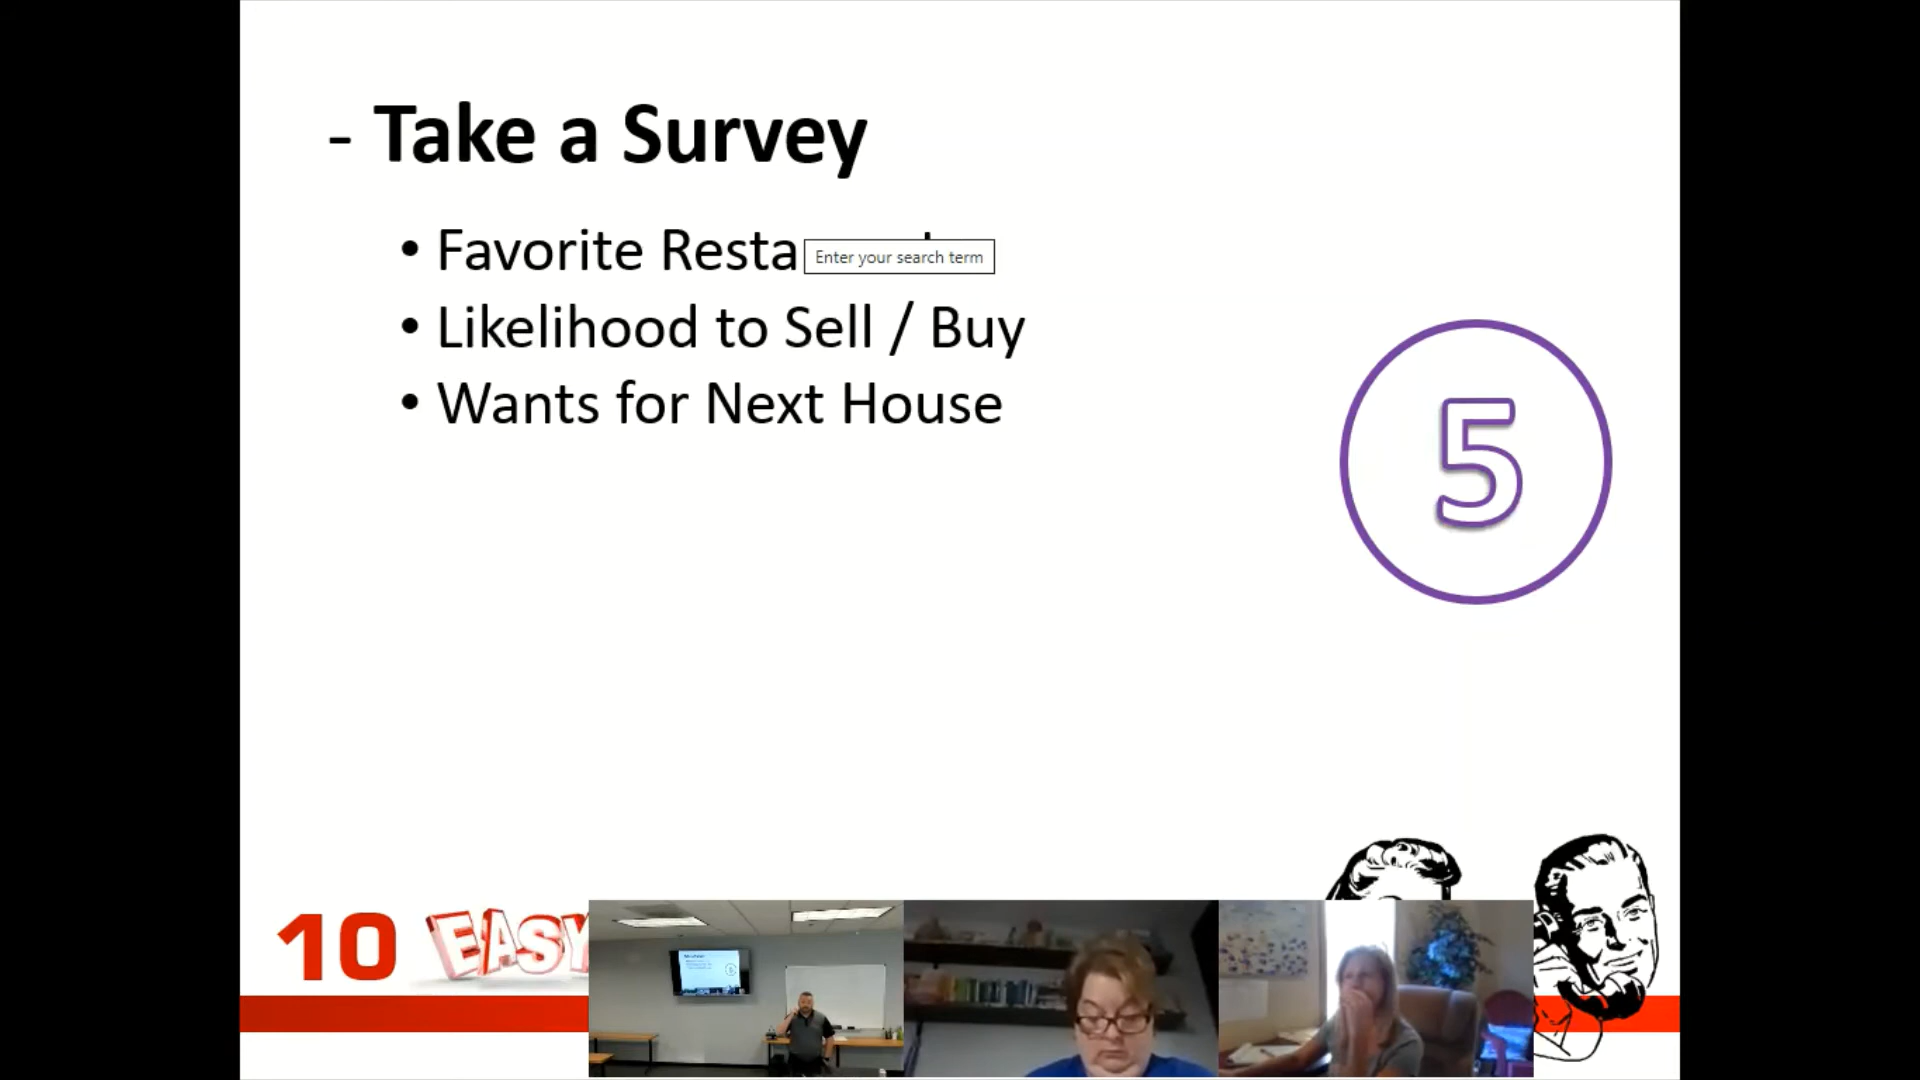 - Take a Survey
• Favorite Resta
Enter your search term
• Likelihood to Sell / Buy
• Wants for Next House
5
10 EASY